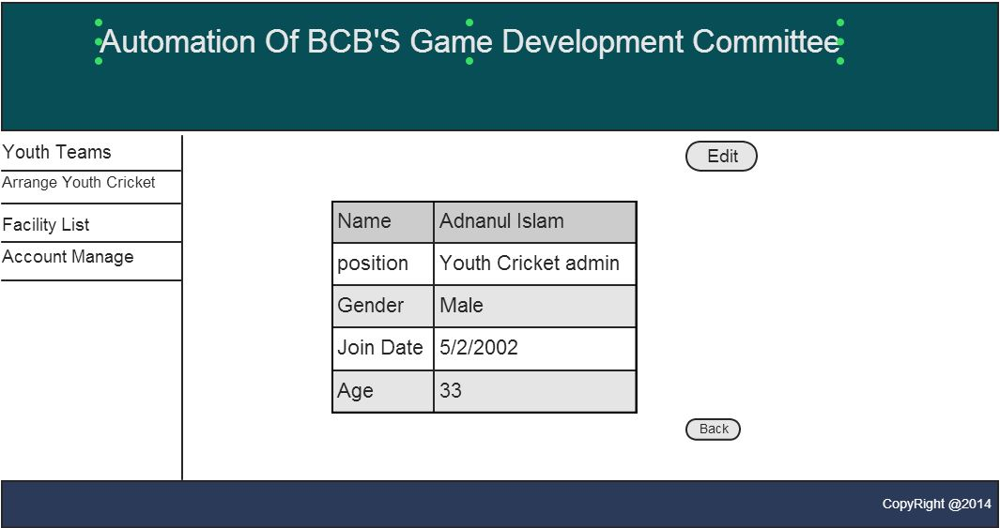 Automation Of BCB'S Game Development Committee
Youth Teams
Arrange Youth Cricket
Facility List
Account Manage
Edit
Name Adnanul Islam
position Youth Cricket admin
Gender Male
Join Date 5/2/2002
Age 33
Back
CopyRight @2014